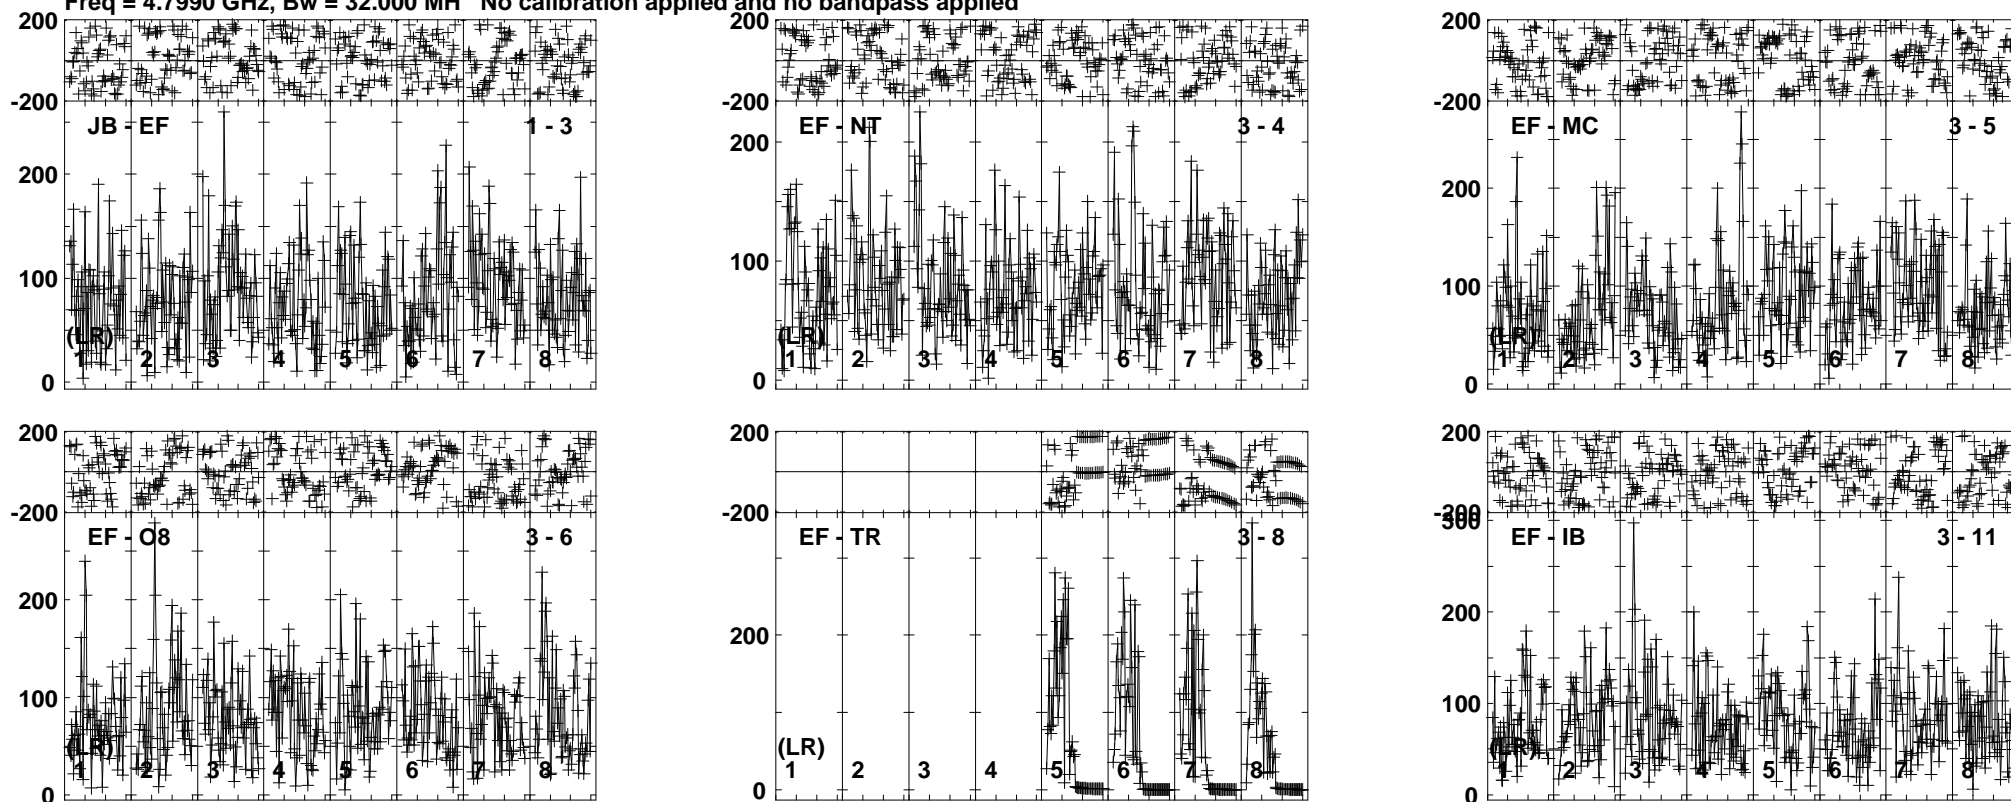 Freq = 4.7990 GHz, Bw = 32.000 MH No calibration applied and no bandpass applied
200
-200
JB - EF 1 - 3
200
100
0
(LR)
1 2 3 4 5 6 7 8
200
-200
EF - NT 3 - 4
200
100
0
(LR)
1 2 3 4 5 6 7 8
200
-200
EF - MC 3 - 5
200
100
0
(LR)
1 2 3 4 5 6 7 8
200
-200
EF - O8 3 - 6
200
100
0
(LR)
1 2 3 4 5 6 7 8
200
-200
EF - TR 3 - 8
200
0
(LR)
1 2 3 4 5 6 7 8
200
-200
300
EF - IB 3 - 11
200
100
0
(LR)
1 2 3 4 5 6 7 8